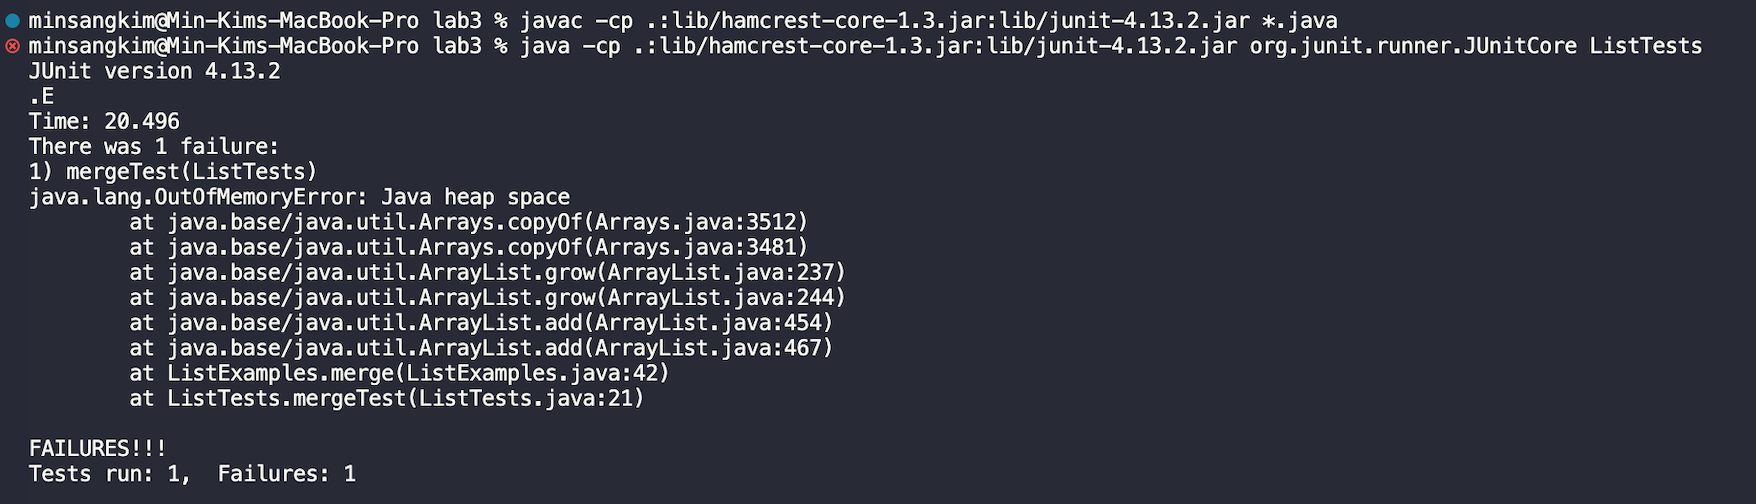 minsangkim@Min-Kims-MacBook-Pro lab3 % javac -cp .:lib/hamcrest-core-1.3.jar:lib/junit-4.13.2.jar *.java
minsangkim@Min-Kims-MacBook-Pro lab3 % java -cp .:lib/hamcrest-core-1.3.jar:lib/junit-4.13.2.jar org.junit.runner.JUnitCore ListTests
JUnit version 4.13.2
.E
Time: 20.496
There was 1 failure:
1) mergeTest(ListTests)
java.lang.OutOfMemoryError: Java heap space
        at java.base/java.util.Arrays.copyOf(Arrays.java:3512)
        at java.base/java.util.Arrays.copyOf(Arrays.java:3481)
        at java.base/java.util.ArrayList.grow(ArrayList.java:237)
        at java.base/java.util.ArrayList.grow(ArrayList.java:244)
        at java.base/java.util.ArrayList.add(ArrayList.java:454)
        at java.base/java.util.ArrayList.add(ArrayList.java:467)
        at ListExamples.merge(ListExamples.java:42)
        at ListTests.mergeTest(ListTests.java:21)

FAILURES!!!
Tests run: 1,  Failures: 1